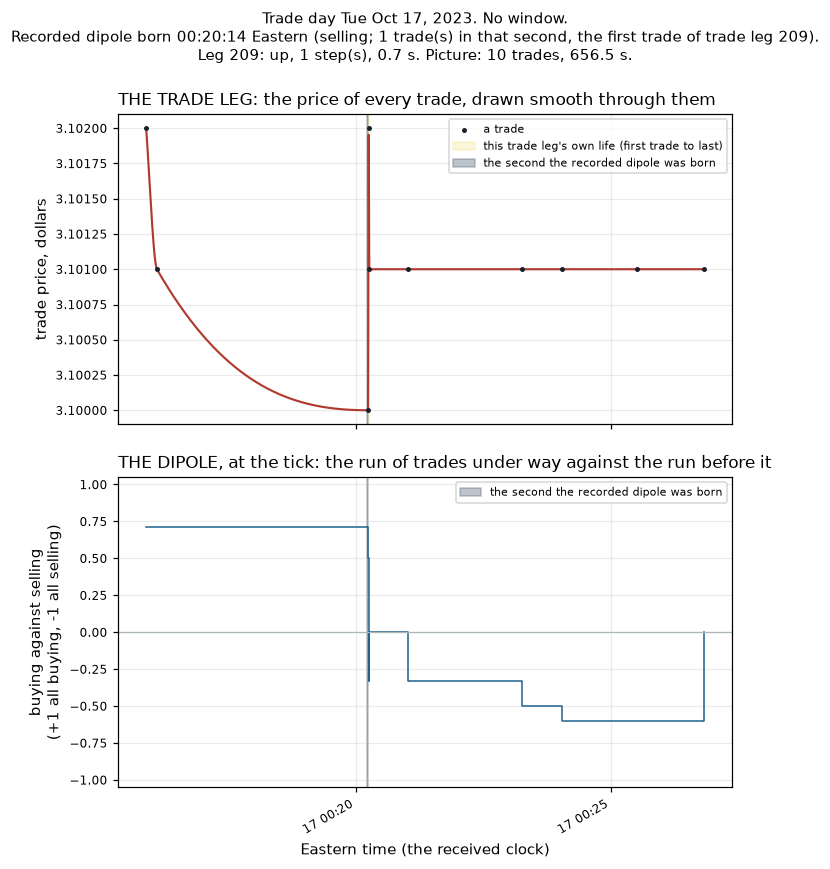 Trade day Tue Oct 17, 2023. No window.
Recorded dipole born 00:20:14 Eastern (selling; 1 trade(s) in that second, the first trade of trade leg 209).
Leg 209: up, 1 step(s), 0.7 s. Picture: 10 trades, 656.5 s.
THE TRADE LEG: the price of every trade, drawn smooth through them
trade price, dollars
3.10200
3.10175
3.10150
3.10125
3.10100
3.10075
3.10050
3.10025
3.10000
a trade
this trade leg's own life (first trade to last)
the second the recorded dipole was born
THE DIPOLE, at the tick: the run of trades under way against the run before it
buying against selling
(+1 all buying, -1 all selling)
1.00
0.75
0.50
0.25
0.00
−0.25
−0.50
−0.75
−1.00
the second the recorded dipole was born
17 00:20
17 00:25
Eastern time (the received clock)